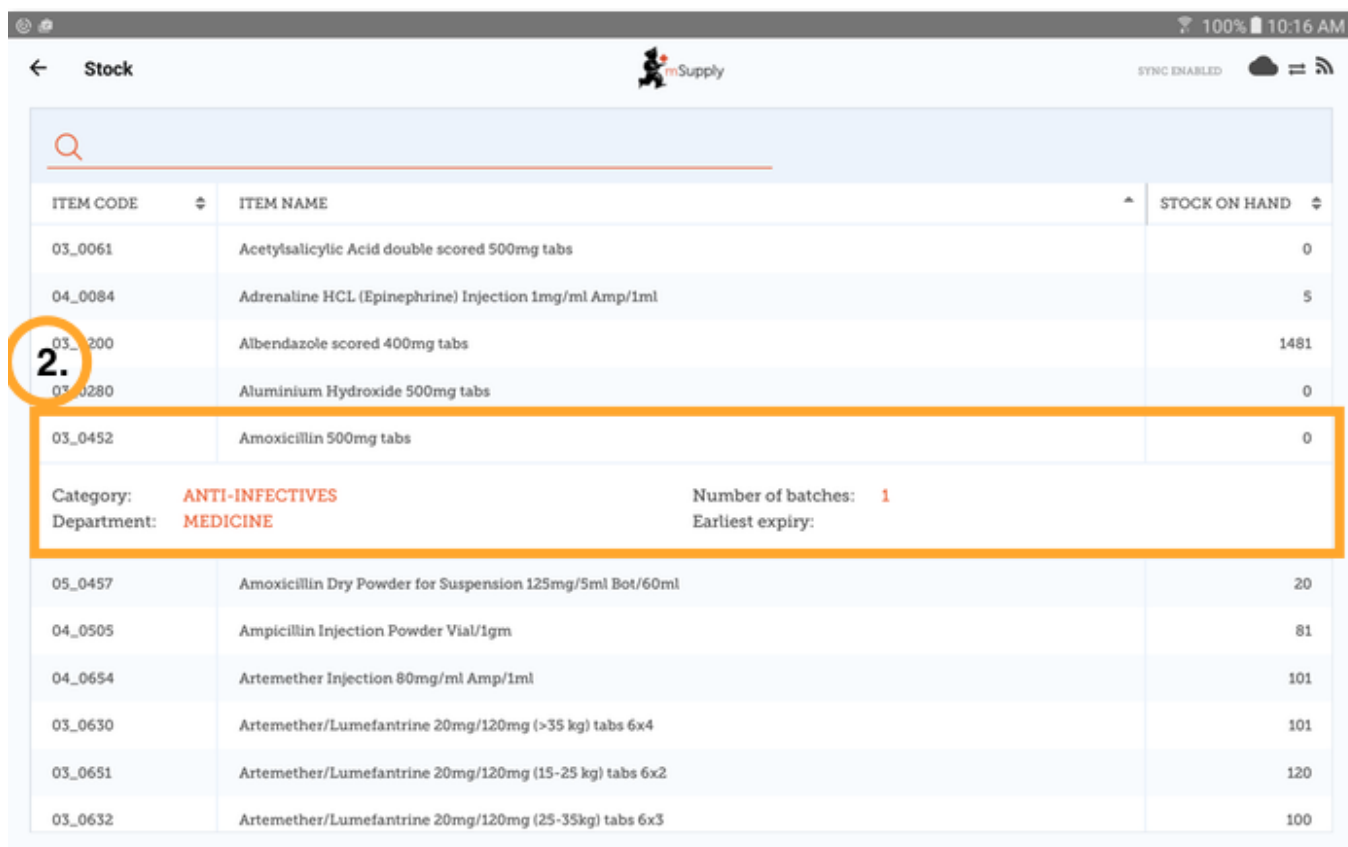 100% 10:16 AM
Stock
mSupply
SYNC ENABLED
ITEM CODE ITEM NAME STOCK ON HAND
03_0061 Acetylsalicylic Acid double scored 500mg tabs 0
04_0084 Adrenaline HCL (Epinephrine) Injection 1mg/ml Amp/1ml 5
2.
Albendazole scored 400mg tabs 1481
Aluminium Hydroxide 500mg tabs 0
03_0452 Amoxicillin 500mg tabs 0
Category: ANTI-INFECTIVES Number of batches: 1
Department: MEDICINE Earliest expiry:
05_0457 Amoxicillin Dry Powder for Suspension 125mg/5ml Bot/60ml 20
04_0505 Ampicillin Injection Powder Vial/1gm 81
04_0654 Artemether Injection 80mg/ml Amp/1ml 101
03_0630 Artemether/Lumefantrine 20mg/120mg (>35 kg) tabs 6x4 101
03_0651 Artemether/Lumefantrine 20mg/120mg (15-25 kg) tabs 6x2 120
03_0632 Artemether/Lumefantrine 20mg/120mg (25-35kg) tabs 6x3 100